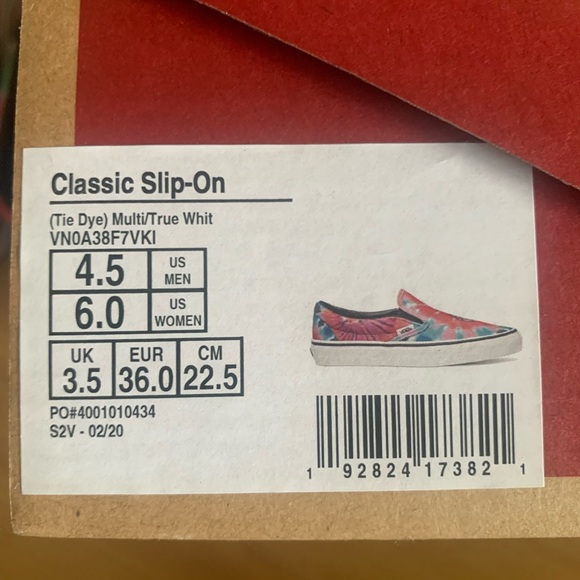 Classic Slip-On
(Tie Dye) Multi/True Whit
VN0A38F7VKI
4.5 US MEN
6.0 US WOMEN
UK EUR CM
3.5 36.0 22.5
PO#4001010434
S2V - 02/20
1 92824 17382 1